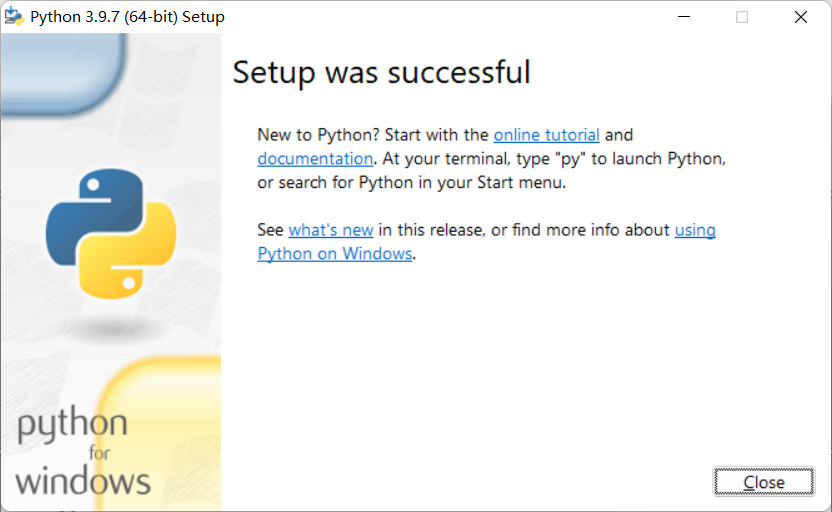 Python 3.9.7 (64-bit) Setup
Setup was successful
New to Python? Start with the online tutorial and
documentation. At your terminal, type "py" to launch Python,
or search for Python in your Start menu.
See what's new in this release, or find more info about using
Python on Windows.
python
for
windows
Close